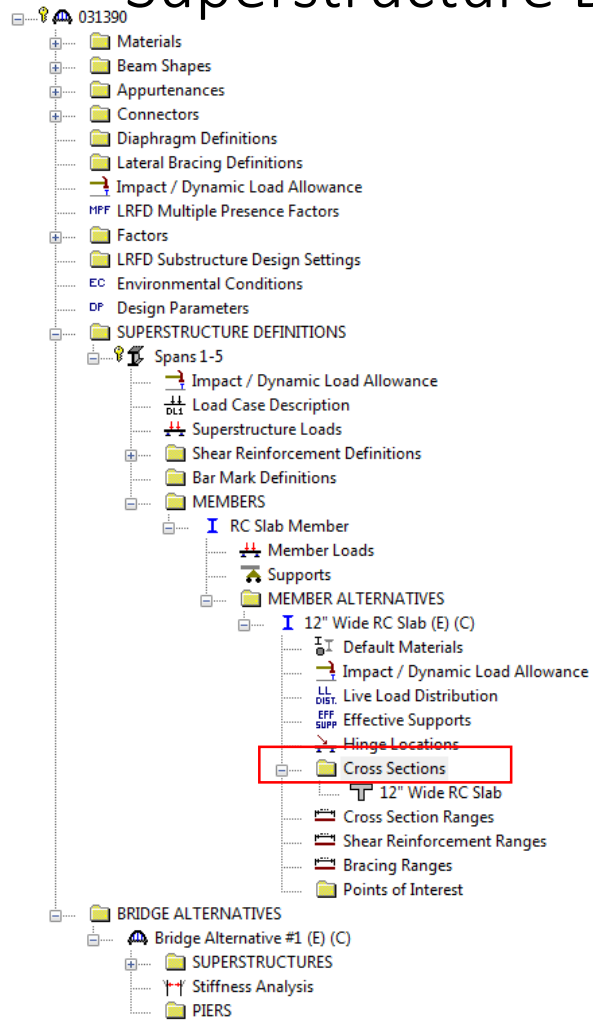 Superstructure
031390
Materials
Beam Shapes
Appurtenances
Connectors
Diaphragm Definitions
Lateral Bracing Definitions
Impact / Dynamic Load Allowance
MPF LRFD Multiple Presence Factors
Factors
LRFD Substructure Design Settings
EC Environmental Conditions
DP Design Parameters
SUPERSTRUCTURE DEFINITIONS
Spans 1-5
Impact / Dynamic Load Allowance
DL1 Load Case Description
Superstructure Loads
Shear Reinforcement Definitions
Bar Mark Definitions
MEMBERS
RC Slab Member
Member Loads
Supports
MEMBER ALTERNATIVES
12" Wide RC Slab (E) (C)
Default Materials
Impact / Dynamic Load Allowance
LL DIST. Live Load Distribution
EFF SUPP Effective Supports
Hinge Locations
Cross Sections
12" Wide RC Slab
Cross Section Ranges
Shear Reinforcement Ranges
Bracing Ranges
Points of Interest
BRIDGE ALTERNATIVES
Bridge Alternative #1 (E) (C)
SUPERSTRUCTURES
Stiffness Analysis
PIERS